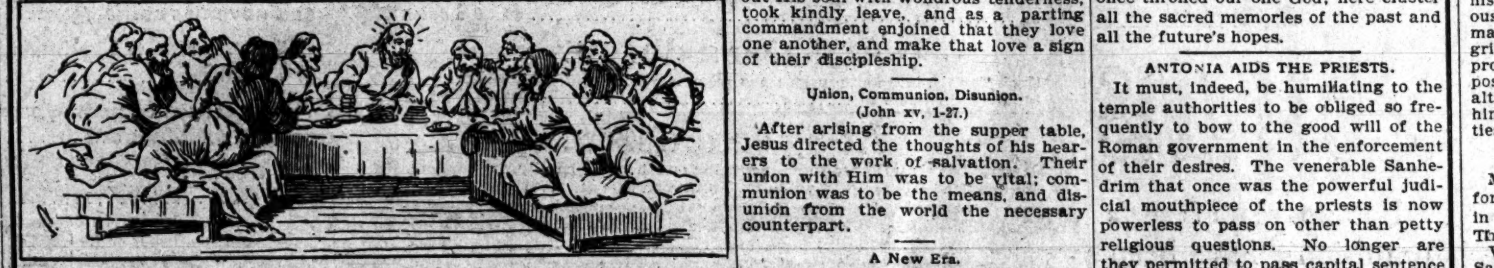 took kindly leave, and as a parting
commandment enjoined that they love
one another, and make that love a sign
of their discipleship.
Union, Communion, Disunion.
(John xv, 1-27.)
After arising from the supper table,
Jesus directed the thoughts of his hear-
ers to the work of salvation. Their
union with Him was to be vital; com-
munion was to be the means, and dis-
union from the world the necessary
counterpart.
A New Era.
all the sacred memories of the past and
all the future's hopes.
ANTONIA AIDS THE PRIESTS.
It must, indeed, be humiliating to the
temple authorities to be obliged so fre-
quently to bow to the good will of the
Roman government in the enforcement
of their desires. The venerable Sanhe-
drim that once was the powerful judi-
cial mouthpiece of the priests is now
powerless to pass on other than petty
religious questions. No longer are
they permitted to pass capital sentence